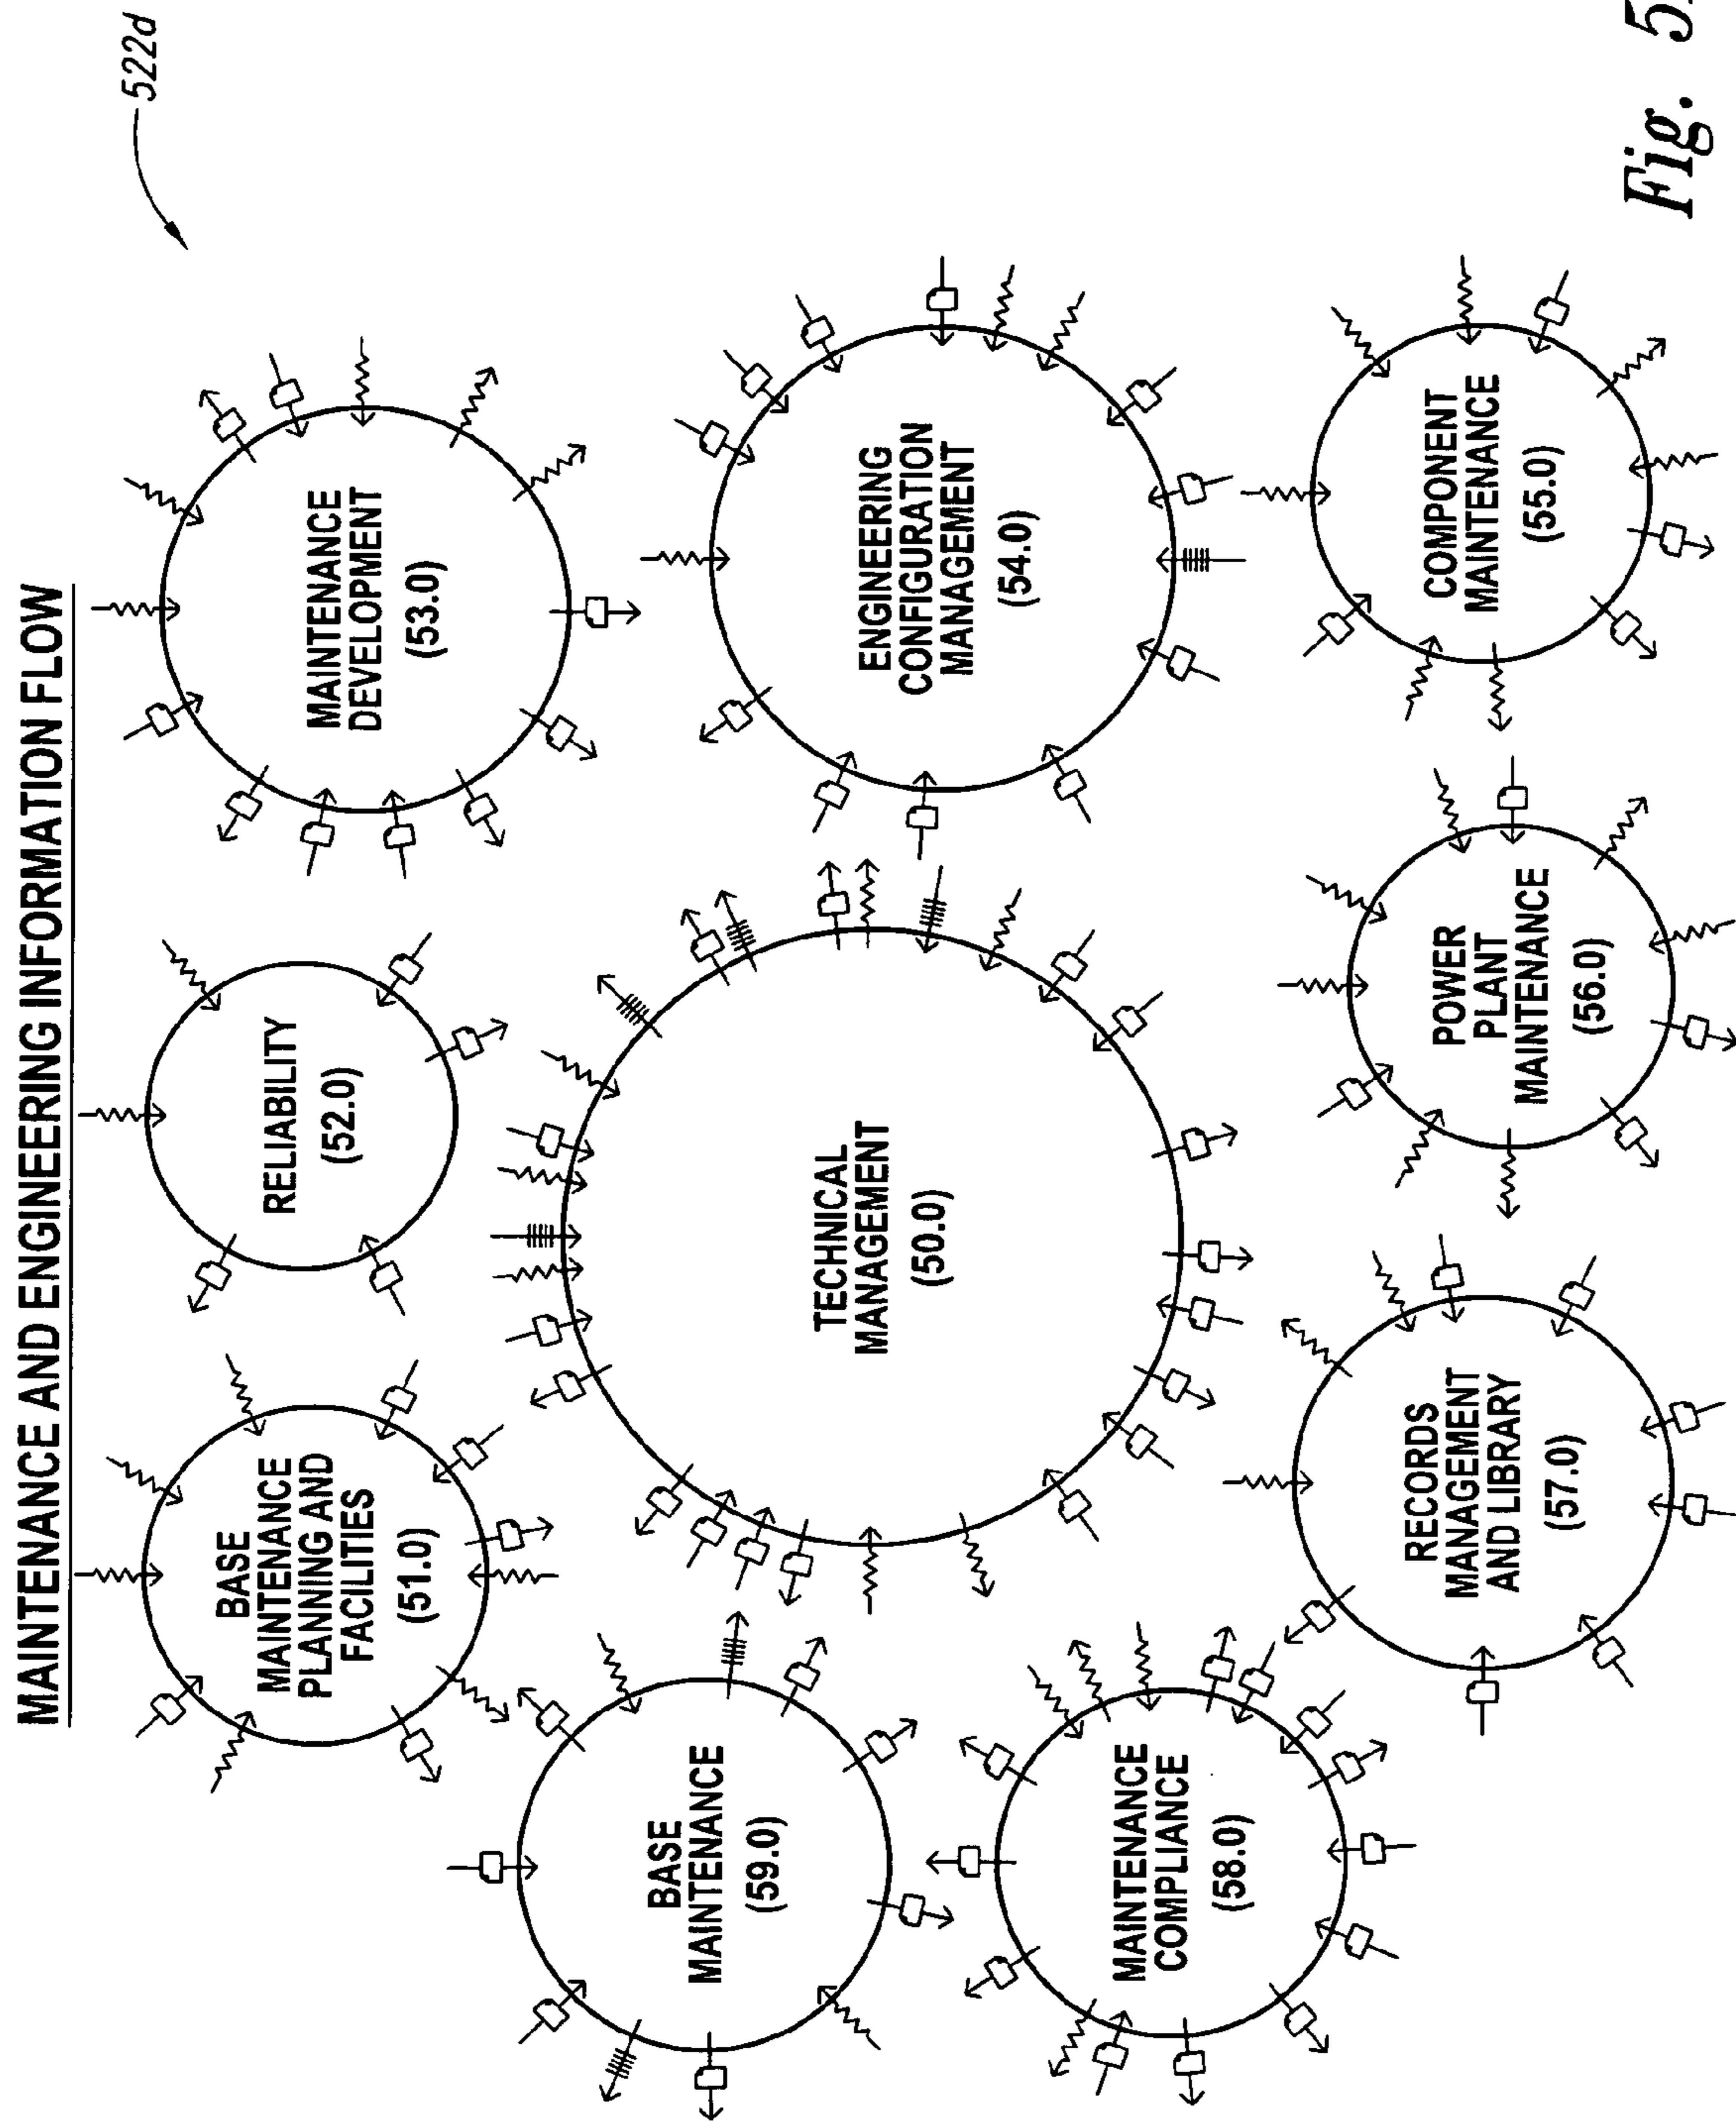 MAINTENANCE AND ENGINEERING INFORMATION FLOW
522d
BASE
MAINTENANCE
PLANNING AND
FACILITIES
(51.0)
RELIABILITY
(52.0)
MAINTENANCE
DEVELOPMENT
(53.0)
BASE
MAINTENANCE
(59.0)
TECHNICAL
MANAGEMENT
(50.0)
ENGINEERING
CONFIGURATION
MANAGEMENT
(54.0)
MAINTENANCE
COMPLIANCE
(58.0)
RECORDS
MANAGEMENT
AND LIBRARY
(57.0)
POWER
PLANT
MAINTENANCE
(56.0)
COMPONENT
MAINTENANCE
(55.0)
Fig. 5